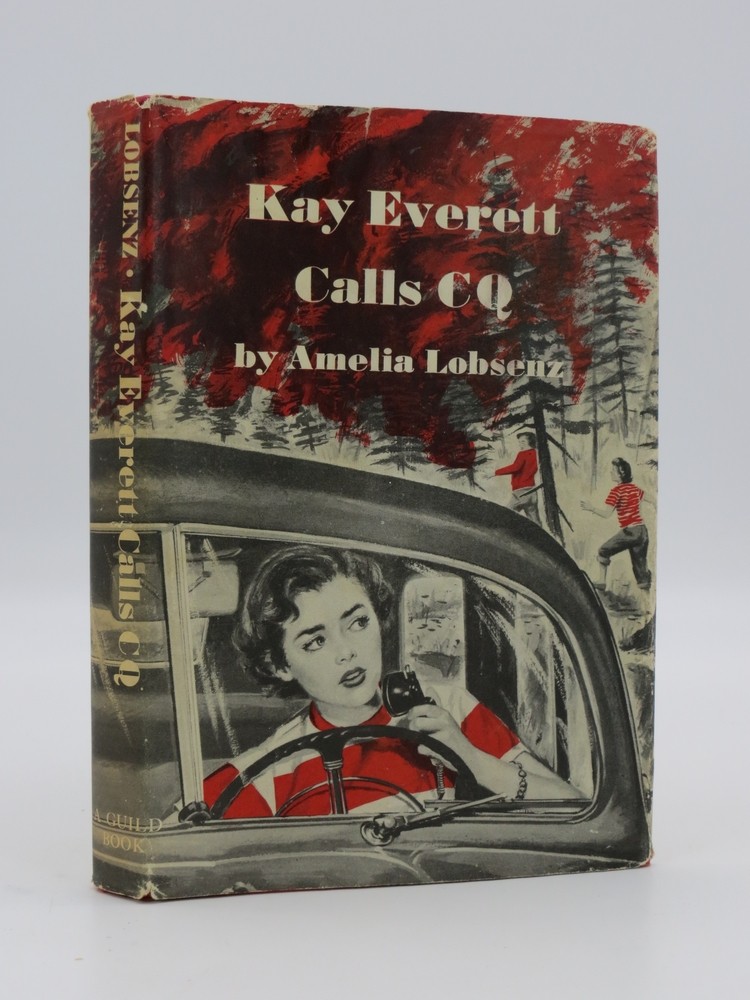 Kay Everett
Calls CQ
by Amelia Lobsenz
LOBSENZ · Kay Everett Calls CQ
A GUILD
BOOK